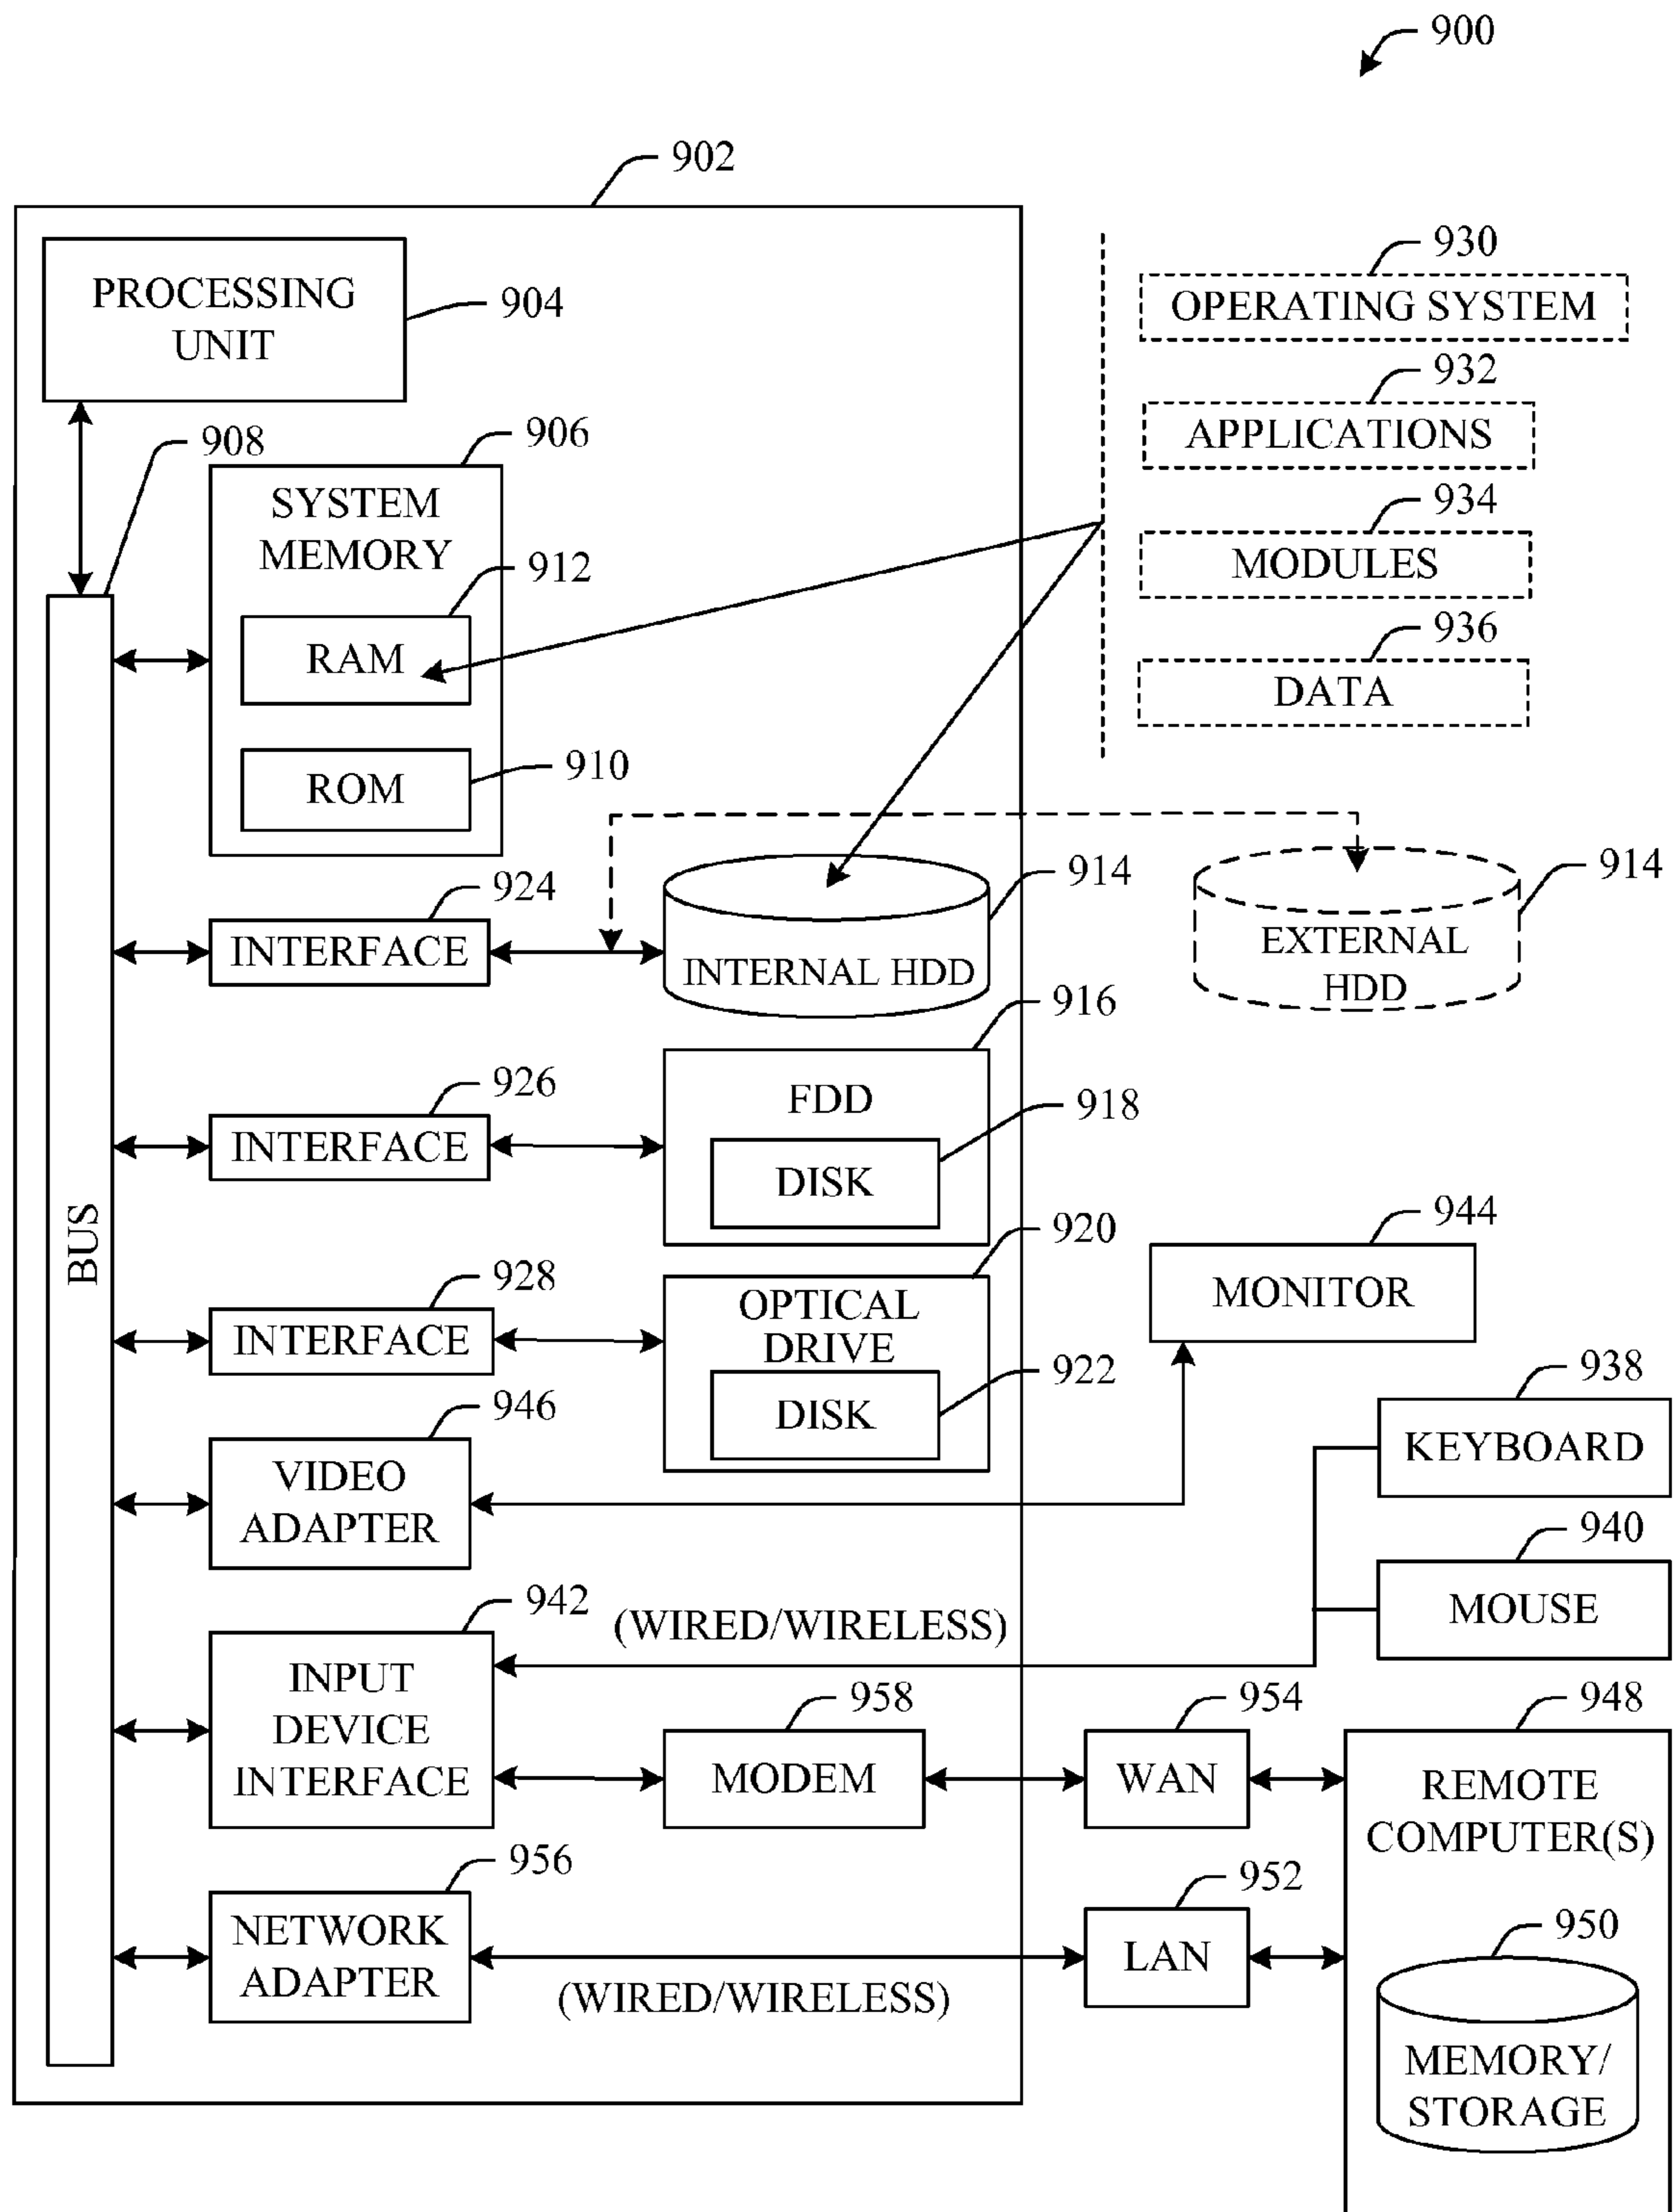 900
902
PROCESSING
UNIT
904
930
OPERATING SYSTEM
932
APPLICATIONS
934
MODULES
936
DATA
908
906
SYSTEM
MEMORY
912
RAM
910
ROM
924
INTERFACE
914
INTERNAL HDD
914
EXTERNAL
HDD
916
FDD
926
INTERFACE
918
DISK
BUS
920
OPTICAL
DRIVE
928
INTERFACE
922
DISK
944
MONITOR
946
VIDEO
ADAPTER
938
KEYBOARD
940
MOUSE
942
INPUT
DEVICE
INTERFACE
(WIRED/WIRELESS)
958
MODEM
954
WAN
948
REMOTE
COMPUTER(S)
956
NETWORK
ADAPTER
(WIRED/WIRELESS)
952
LAN
950
MEMORY/
STORAGE